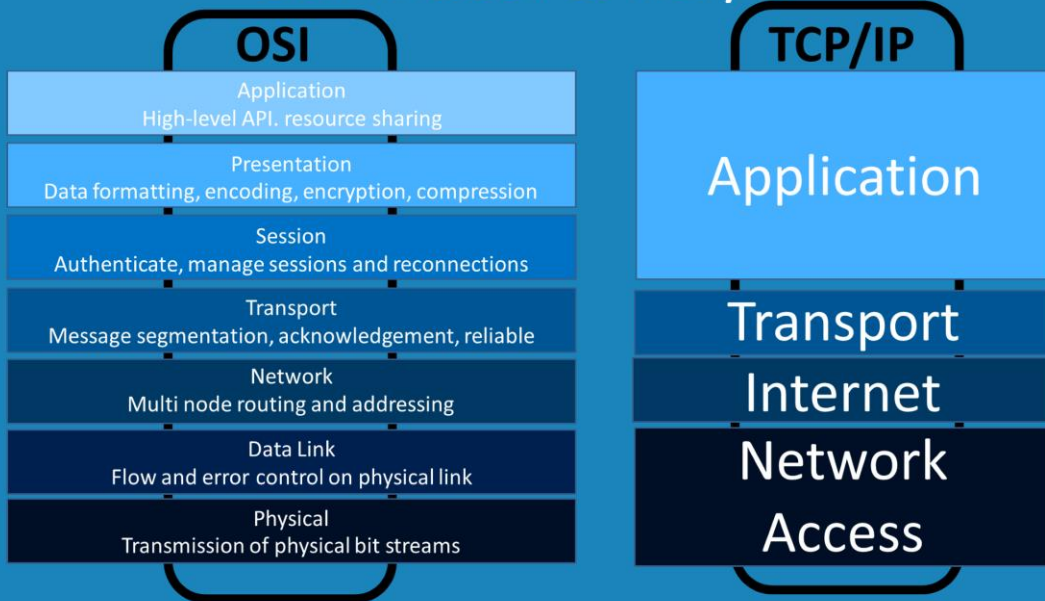 OSI
Application
High-level API. resource sharing
Presentation
Data formatting, encoding, encryption, compression
Session
Authenticate, manage sessions and reconnections
Transport
Message segmentation, acknowledgement, reliable
Network
Multi node routing and addressing
Data Link
Flow and error control on physical link
Physical
Transmission of physical bit streams
TCP/IP
Application
Transport
Internet
Network
Access